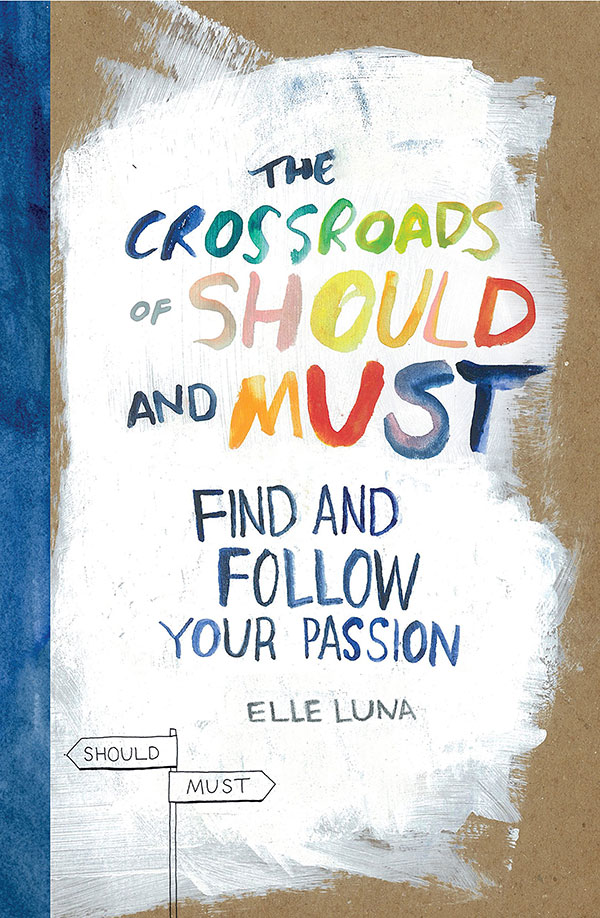 THE
CROSSROADS
OF SHOULD
AND MUST
FIND AND
FOLLOW
YOUR PASSION
ELLE LUNA
SHOULD
MUST